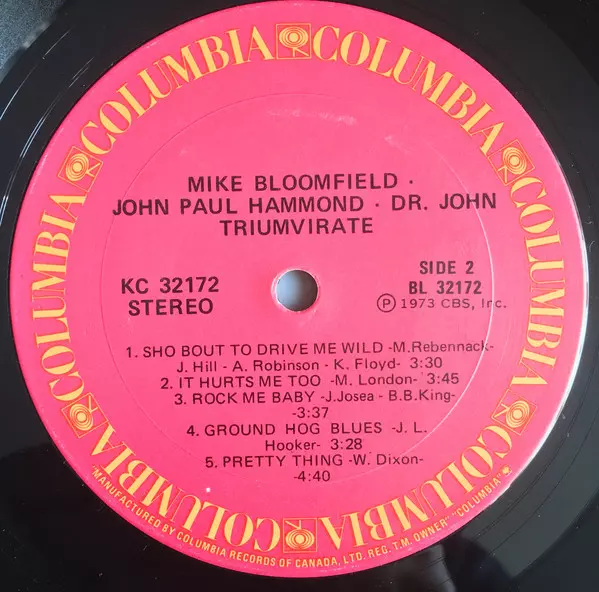 COLUMBIA COLUMBIA COLUMBIA COLUMBIA COLUMBIA COLUMBIA
MIKE BLOOMFIELD ·
JOHN PAUL HAMMOND · DR. JOHN
TRIUMVIRATE
KC 32172
STEREO
SIDE 2
BL 32172
Ⓟ 1973 CBS, Inc.
1. SHO BOUT TO DRIVE ME WILD -M.Rebennack-
J. Hill - A. Robinson - K. Floyd- 3:30
2. IT HURTS ME TOO -M. London- 3:45
3. ROCK ME BABY -J.Josea - B.B.King-
-3:37
4. GROUND HOG BLUES -J. L.
Hooker- 3:28
5. PRETTY THING -W. Dixon-
-4:40
"MANUFACTURED BY COLUMBIA RECORDS OF CANADA, LTD. REG. T.M. OWNER" "COLUMBIA"